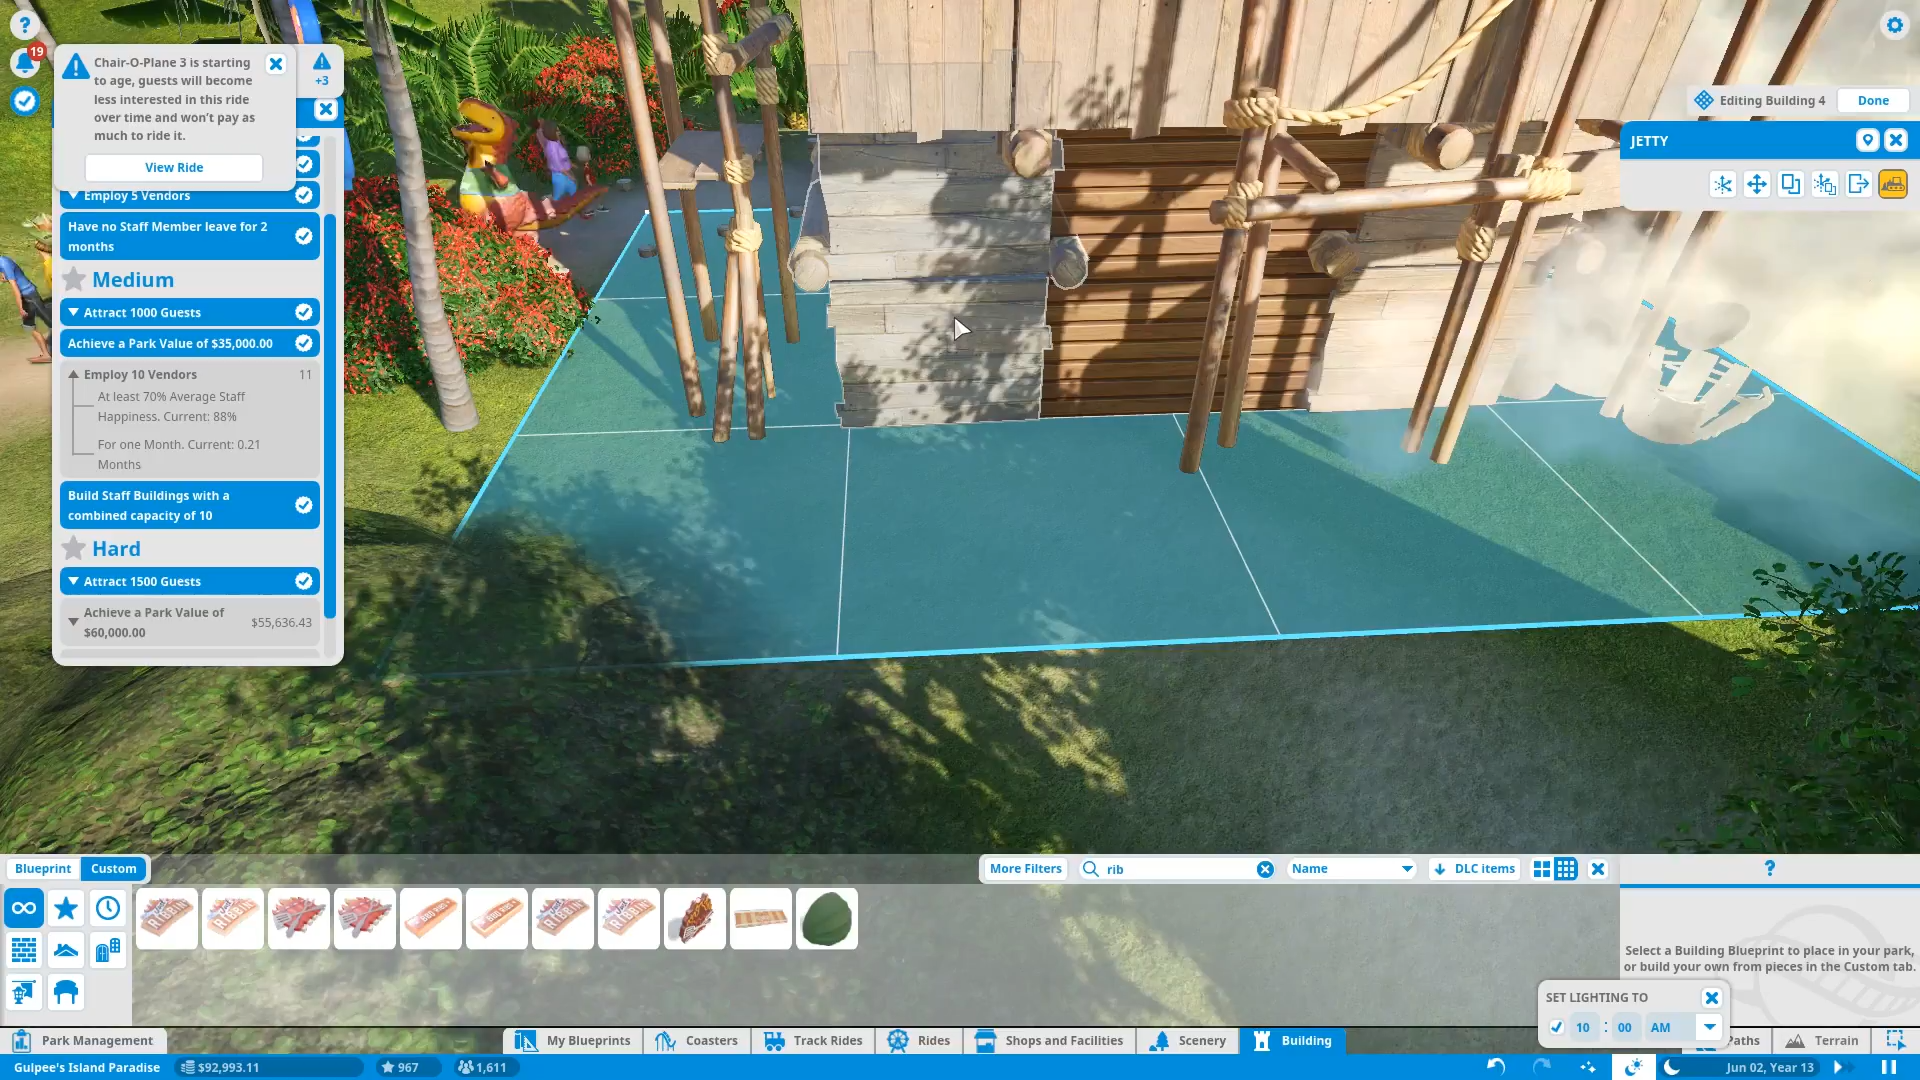 19
Chair-O-Plane 3 is starting
to age, guests will become
less interested in this ride
over time and won't pay as
much to ride it.
View Ride
+3
Employ 5 Vendors
Have no Staff Member leave for 2
months
Medium
Attract 1000 Guests
Achieve a Park Value of $35,000.00
Employ 10 Vendors 11
At least 70% Average Staff
Happiness. Current: 88%
For one Month. Current: 0.21
Months
Build Staff Buildings with a
combined capacity of 10
Hard
Attract 1500 Guests
Achieve a Park Value of
$60,000.00 $55,636.43
Editing Building 4 Done
JETTY
Blueprint Custom
More Filters rib Name DLC items
?
Select a Building Blueprint to place in your park,
or build your own from pieces in the Custom tab.
SET LIGHTING TO
10 : 00 AM
Park Management My Blueprints Coasters Track Rides Rides Shops and Facilities Scenery Building Paths Terrain
Gulpee's Island Paradise $92,993.11 967 1,611 Jun 02, Year 13